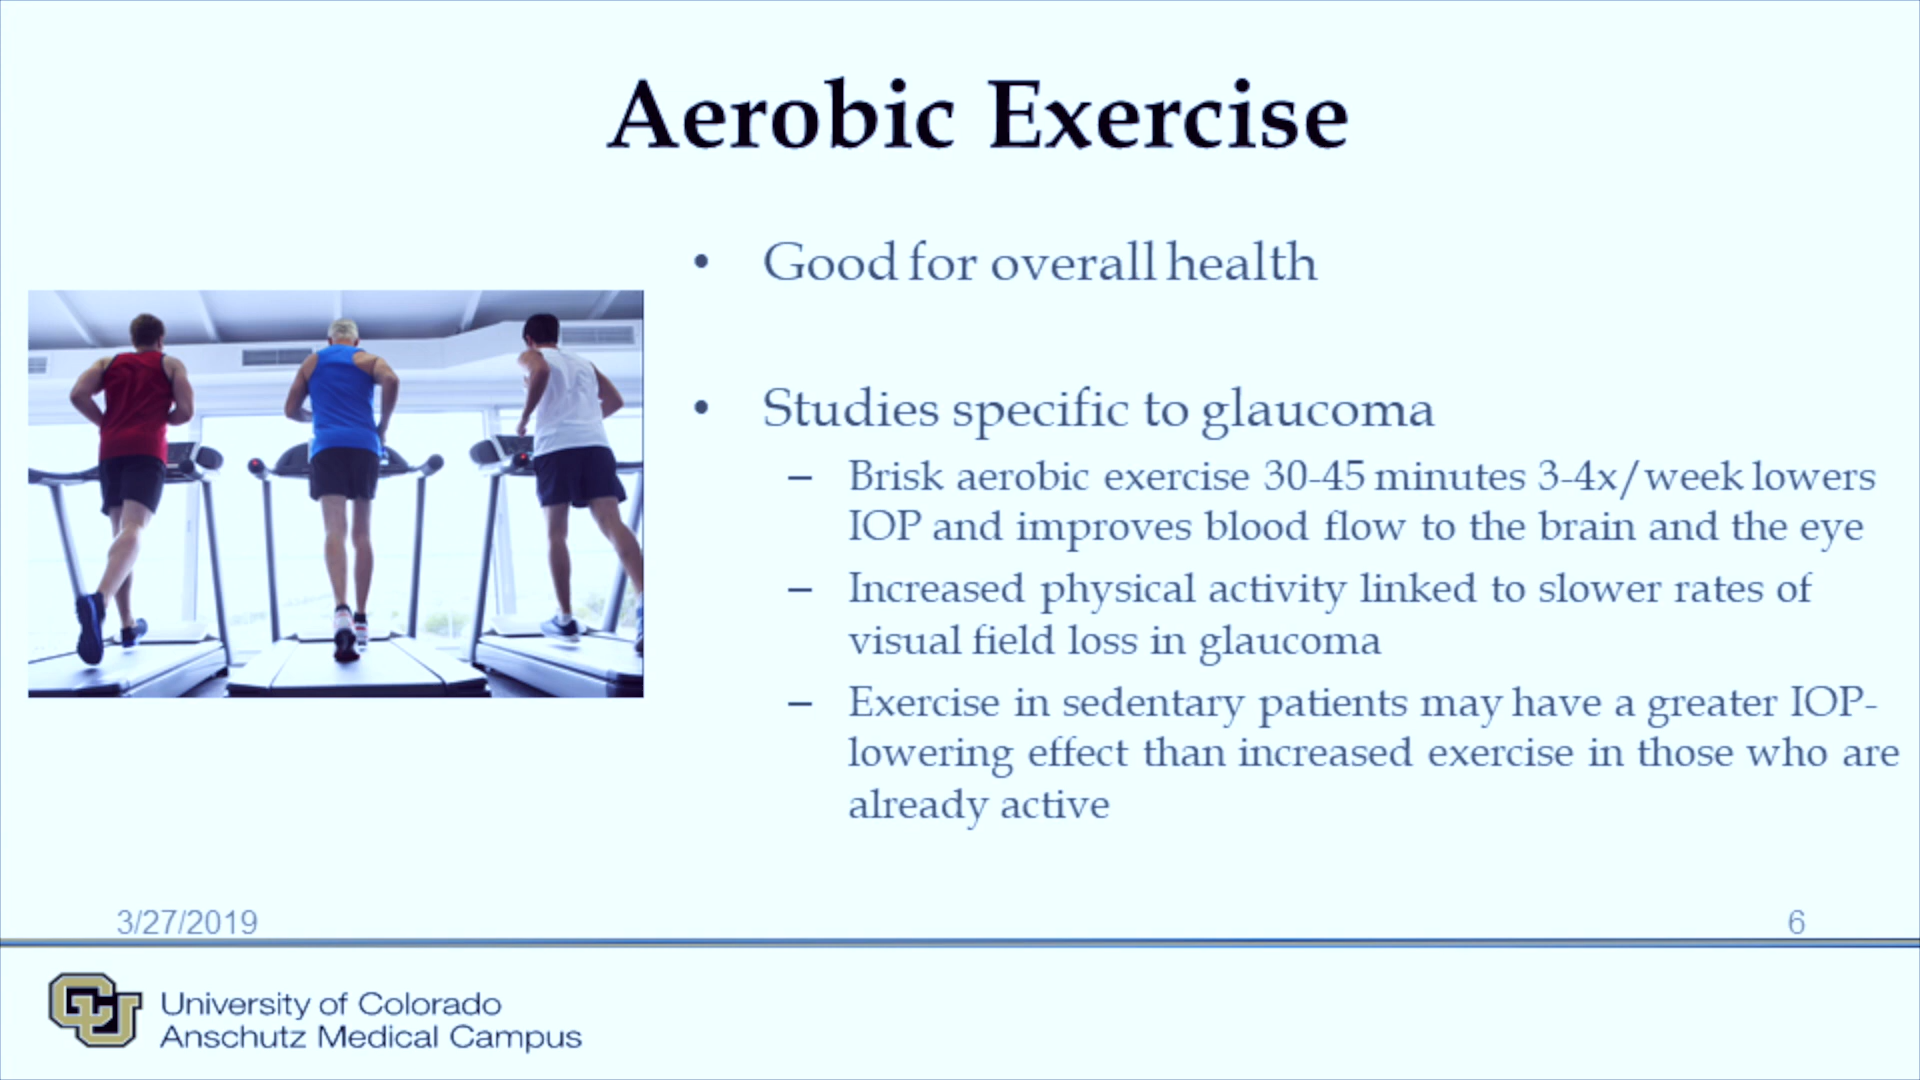 Aerobic Exercise
• Good for overall health
• Studies specific to glaucoma
– Brisk aerobic exercise 30-45 minutes 3-4x/week lowers
IOP and improves blood flow to the brain and the eye
– Increased physical activity linked to slower rates of
visual field loss in glaucoma
– Exercise in sedentary patients may have a greater IOP-
lowering effect than increased exercise in those who are
already active
3/27/2019
6
CU
University of Colorado
Anschutz Medical Campus